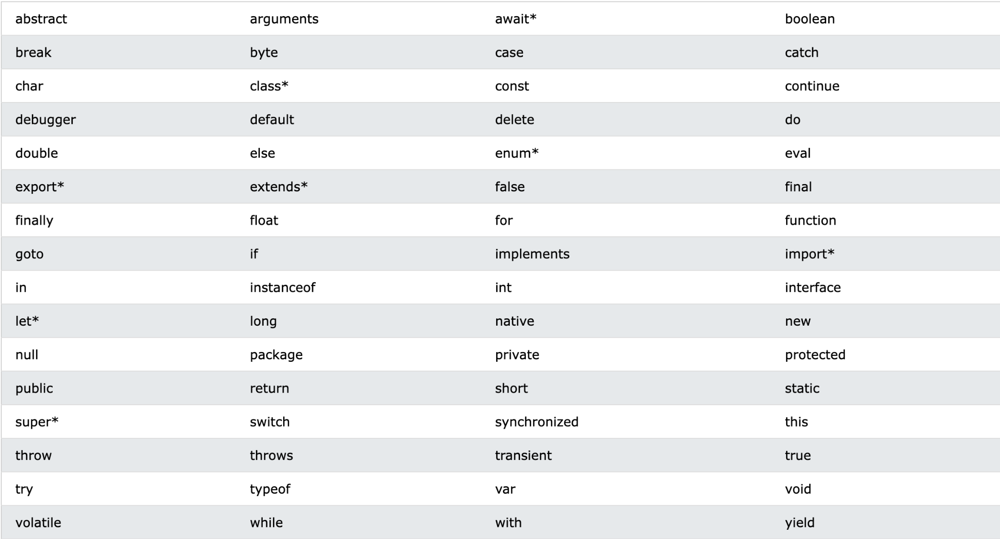 abstract arguments await* boolean
break byte case catch
char class* const continue
debugger default delete do
double else enum* eval
export* extends* false final
finally float for function
goto if implements import*
in instanceof int interface
let* long native new
null package private protected
public return short static
super* switch synchronized this
throw throws transient true
try typeof var void
volatile while with yield